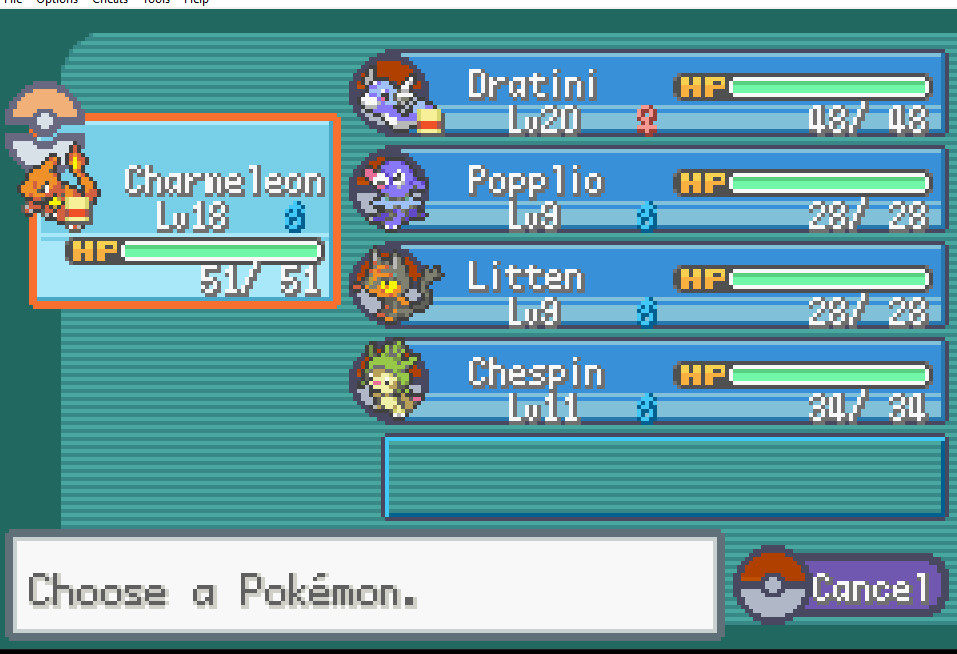 File Options Cheats Tools Help
Charmeleon
Lv18 ♂
HP
51/ 51
Dratini HP
Lv20 ♀ 48/ 48
Popplio HP
Lv9 ♂ 28/ 28
Litten HP
Lv9 ♂ 28/ 28
Chespin HP
Lv11 ♂ 34/ 34
Choose a Pokémon.
Cancel